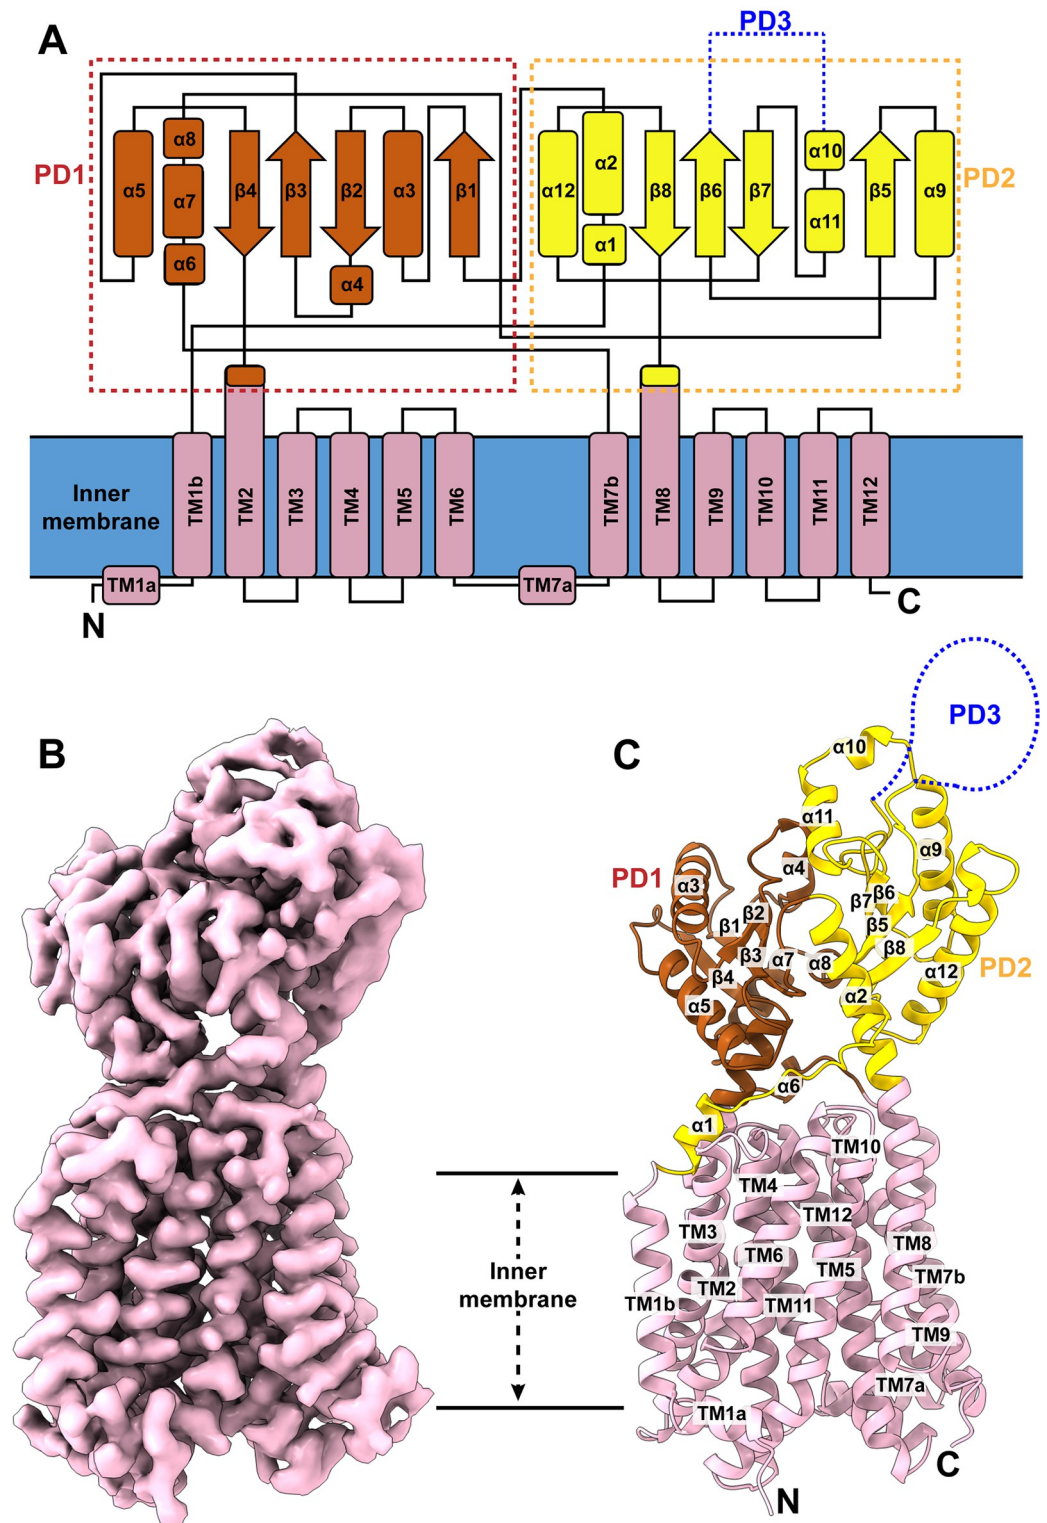 A
PD3
PD1
α5
α8
α7
α6
β4
β3
β2
α4
α3
β1
α12
α2
α1
β8
β6
β7
α10
α11
β5
α9
PD2
Inner
membrane
TM1a
TM1b
TM2
TM3
TM4
TM5
TM6
TM7a
TM7b
TM8
TM9
TM10
TM11
TM12
N
C
B
Inner
membrane
C
PD3
α10
α11
α9
α4
PD1
α3
β7
β6
β2
β1
β5
β8
β3
α7
α8
α12
PD2
β4
α5
α2
α6
α1
TM10
TM4
TM12
TM3
TM8
TM6
TM5
TM7b
TM2
TM1b
TM11
TM9
TM7a
TM1a
C
N